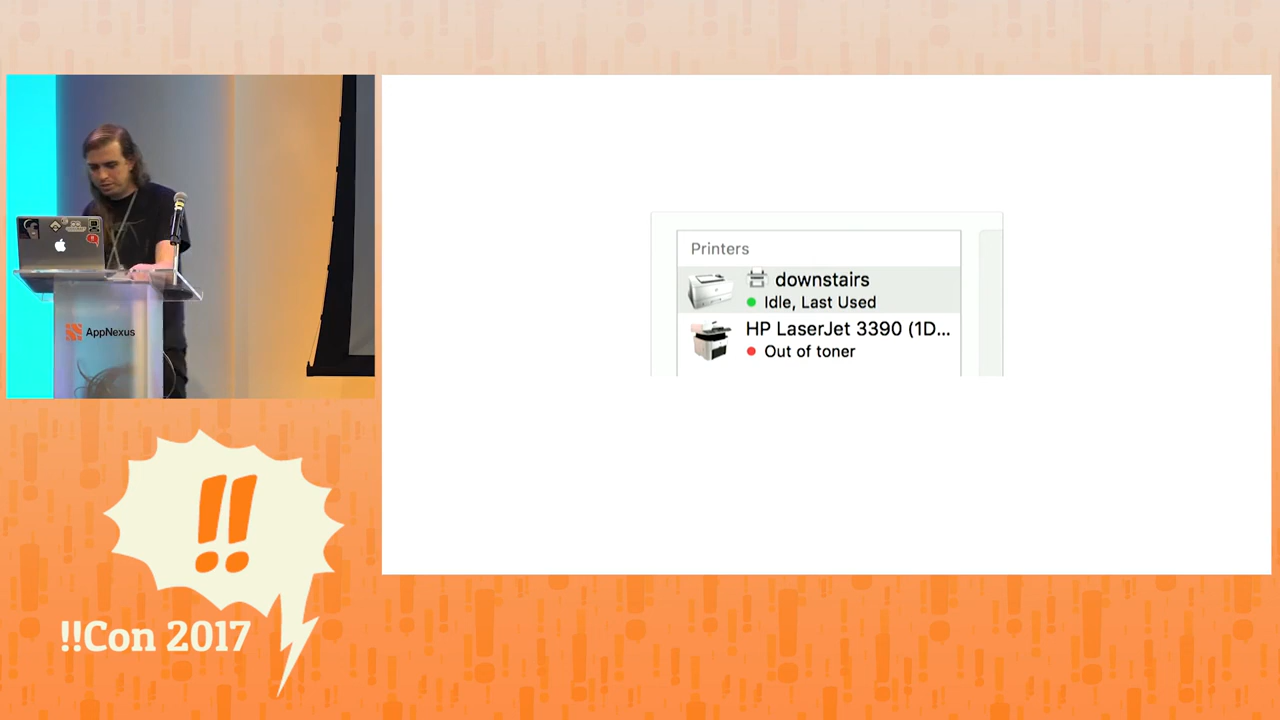 AppNexus
Printers
downstairs
Idle, Last Used
HP LaserJet 3390 (1D...
Out of toner
!!
!!Con 2017